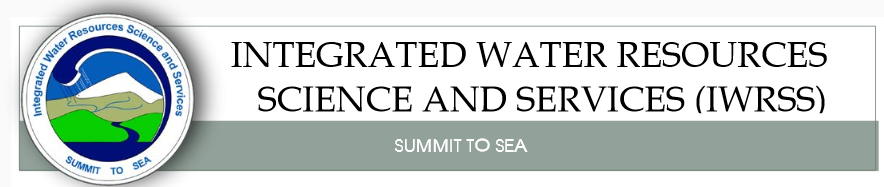 Integrated Water Resources Science and Services
SUMMIT TO SEA
INTEGRATED WATER RESOURCES
SCIENCE AND SERVICES (IWRSS)
SUMMIT TO SEA